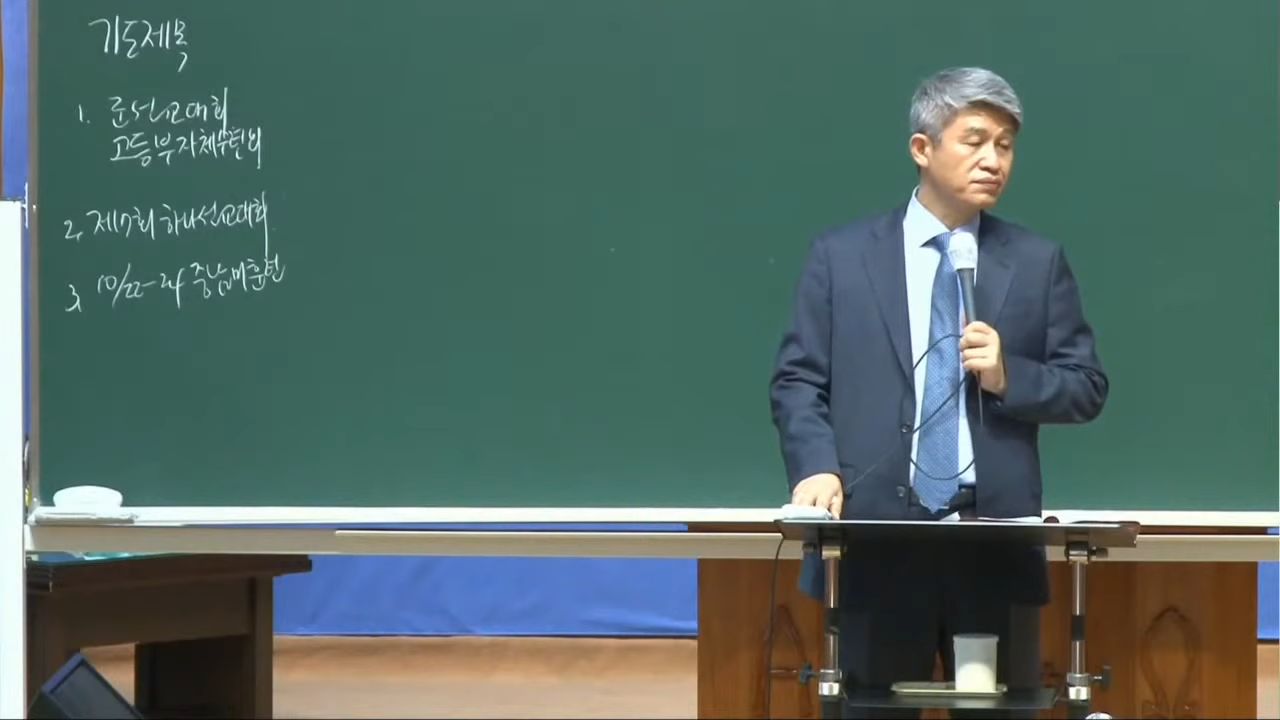 기도제목
1. 군선교대회
고등부자체수련회
2. 제17회 하나선교대회
3. 10/22-24 중남미훈련